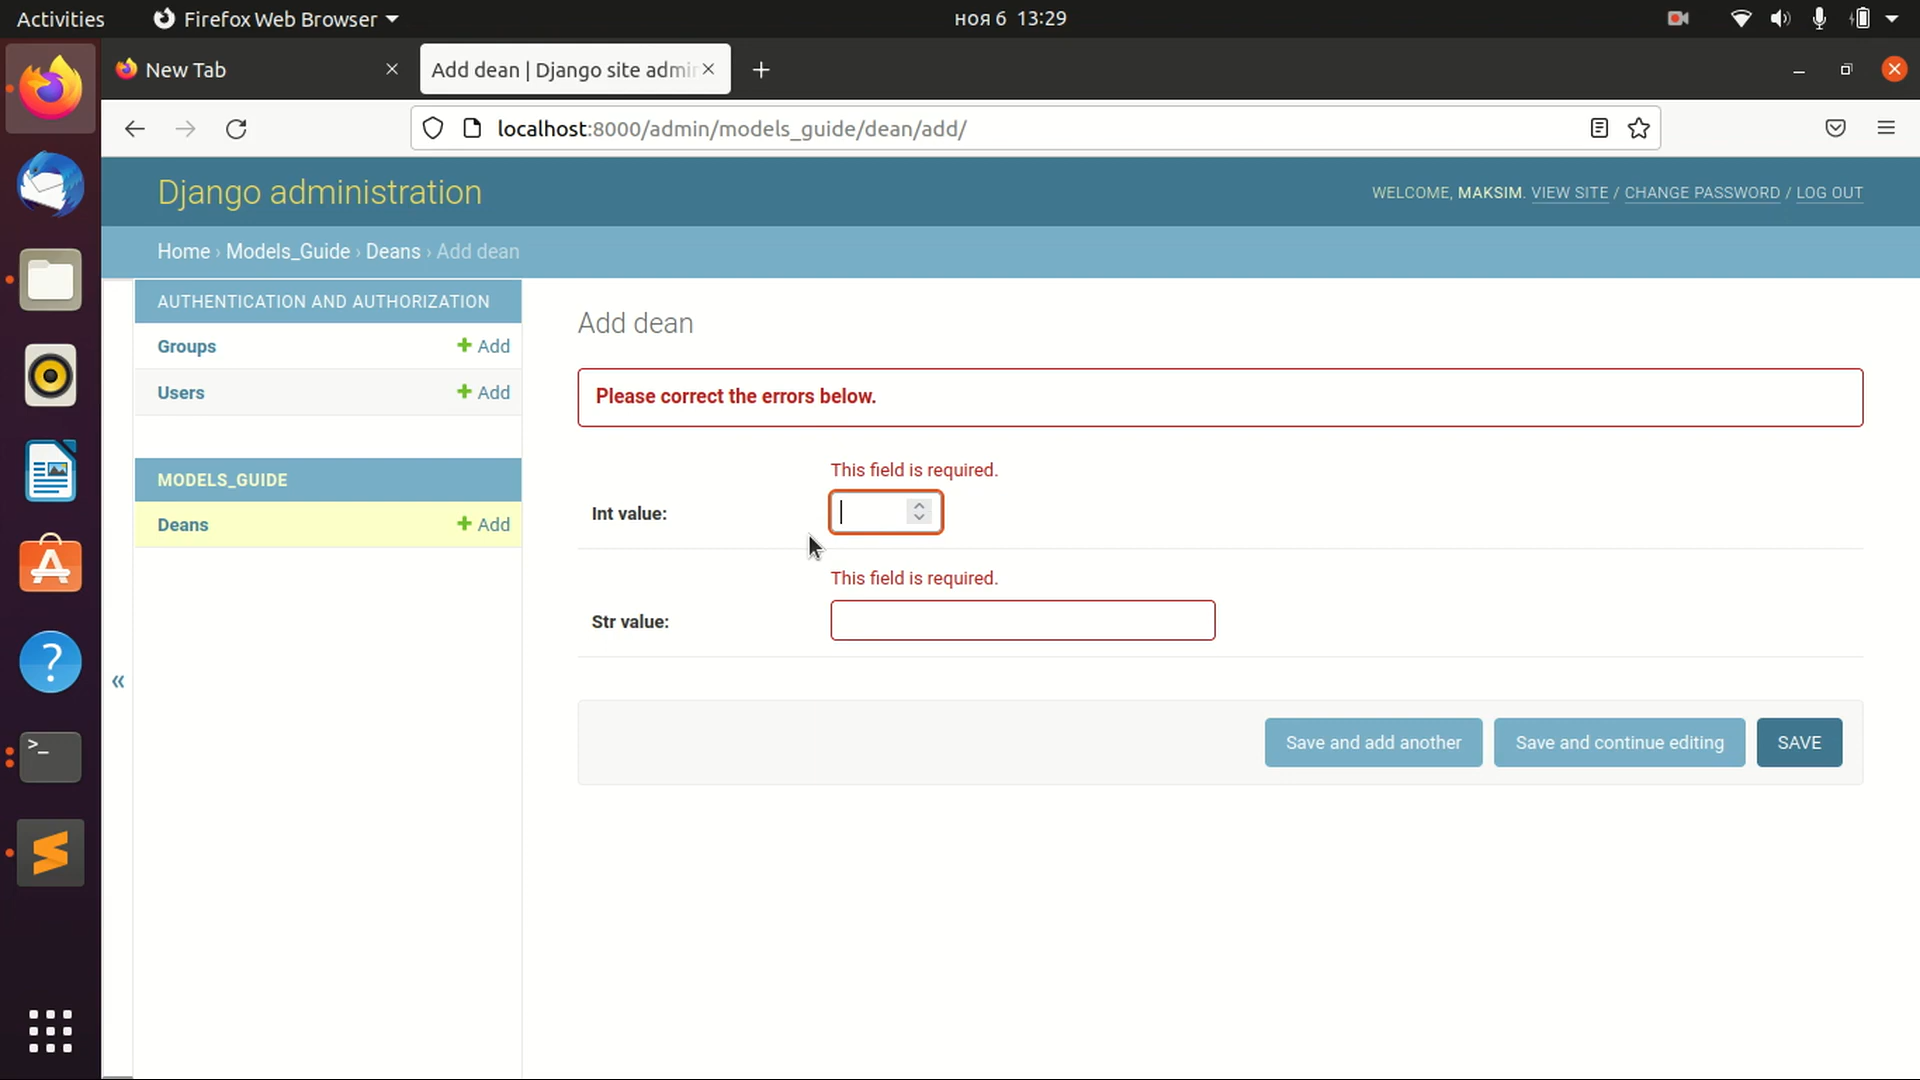 Activities
Firefox Web Browser
ноя 6 13:29
New Tab
Add dean | Django site admin
localhost:8000/admin/models_guide/dean/add/
Django administration
WELCOME, MAKSIM. VIEW SITE / CHANGE PASSWORD / LOG OUT
Home › Models_Guide › Deans › Add dean
AUTHENTICATION AND AUTHORIZATION
Groups
Add
Users
Add
MODELS_GUIDE
Deans
Add
«
Add dean
Please correct the errors below.
This field is required.
Int value:
This field is required.
Str value:
Save and add another
Save and continue editing
SAVE